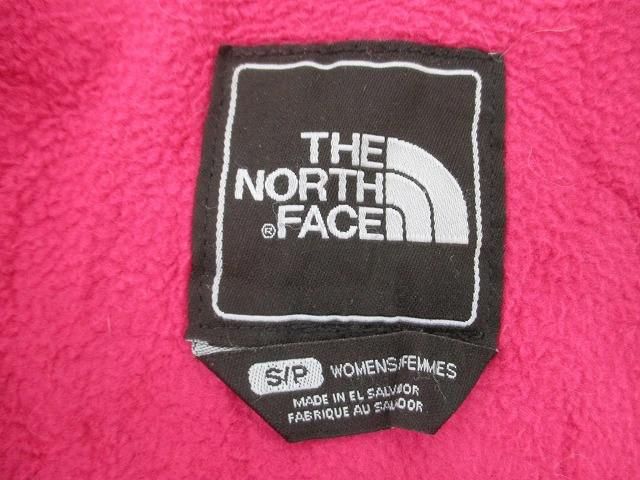 THE
NORTH
®FACE
S/P WOMENS/FEMMES
MADE IN EL SALVADOR
FABRIQUE AU SALVADOR